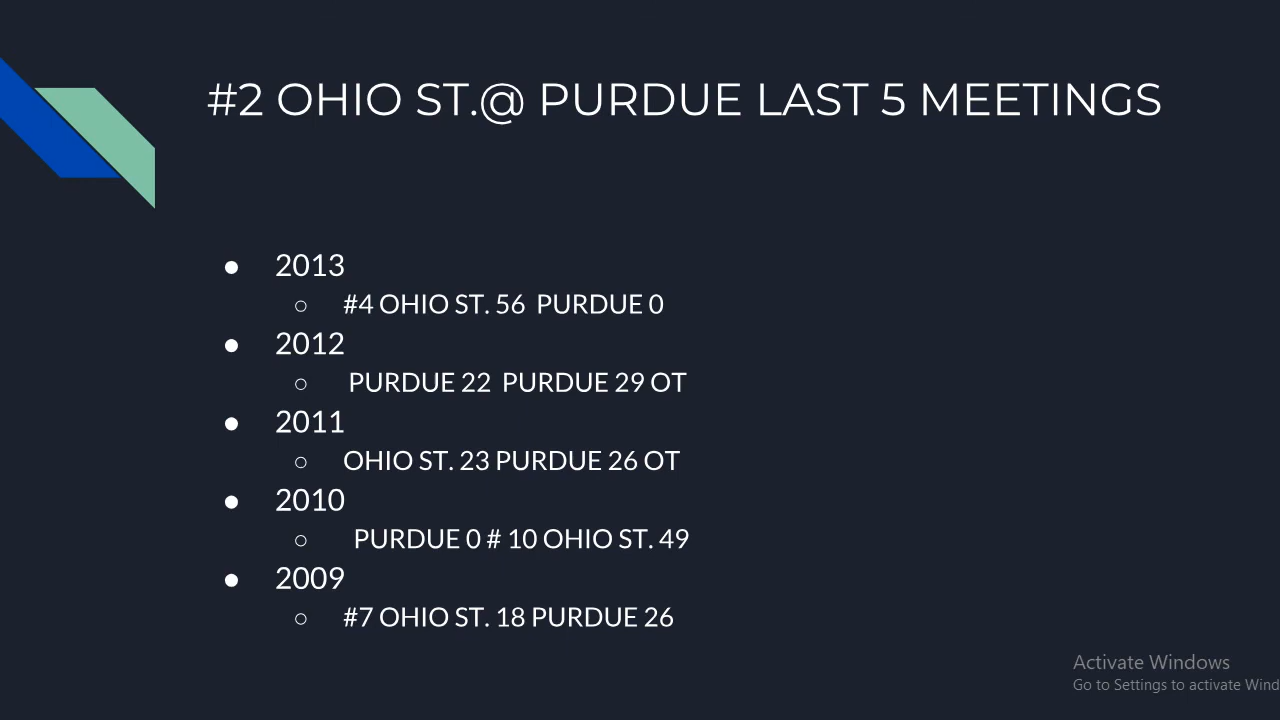 #2 OHIO ST.@ PURDUE LAST 5 MEETINGS
● 2013
○ #4 OHIO ST. 56 PURDUE 0
● 2012
○ PURDUE 22 PURDUE 29 OT
● 2011
○ OHIO ST. 23 PURDUE 26 OT
● 2010
○ PURDUE 0 # 10 OHIO ST. 49
● 2009
○ #7 OHIO ST. 18 PURDUE 26
Activate Windows
Go to Settings to activate Wind